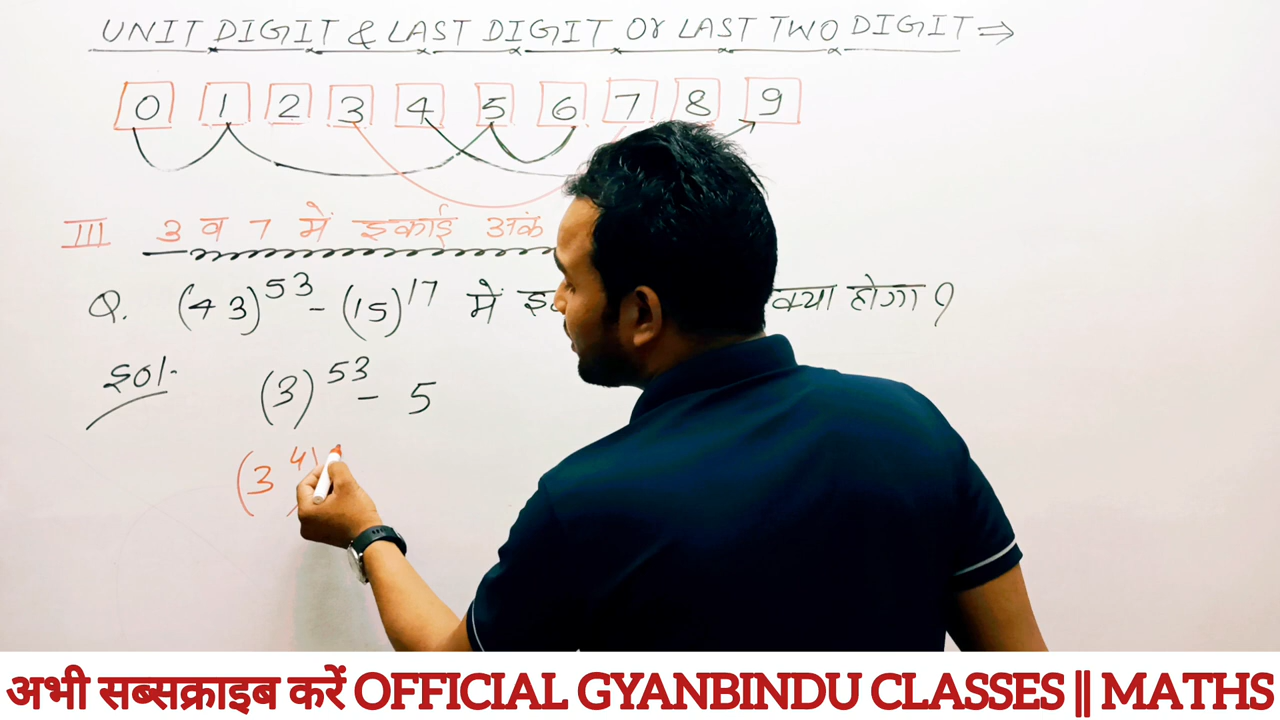 UNIT DIGIT & LAST DIGIT Or LAST TWO DIGIT ⇒
0 1 2 3 4 5 6 7 8 9
III 3 व 7 में इकाई अंक
Q. (43)^53 - (15)^17 में क्या होगा?
Sol.
(3)^53 - 5
(3^4)
अभी सब्सक्राइब करें OFFICIAL GYANBINDU CLASSES || MATHS